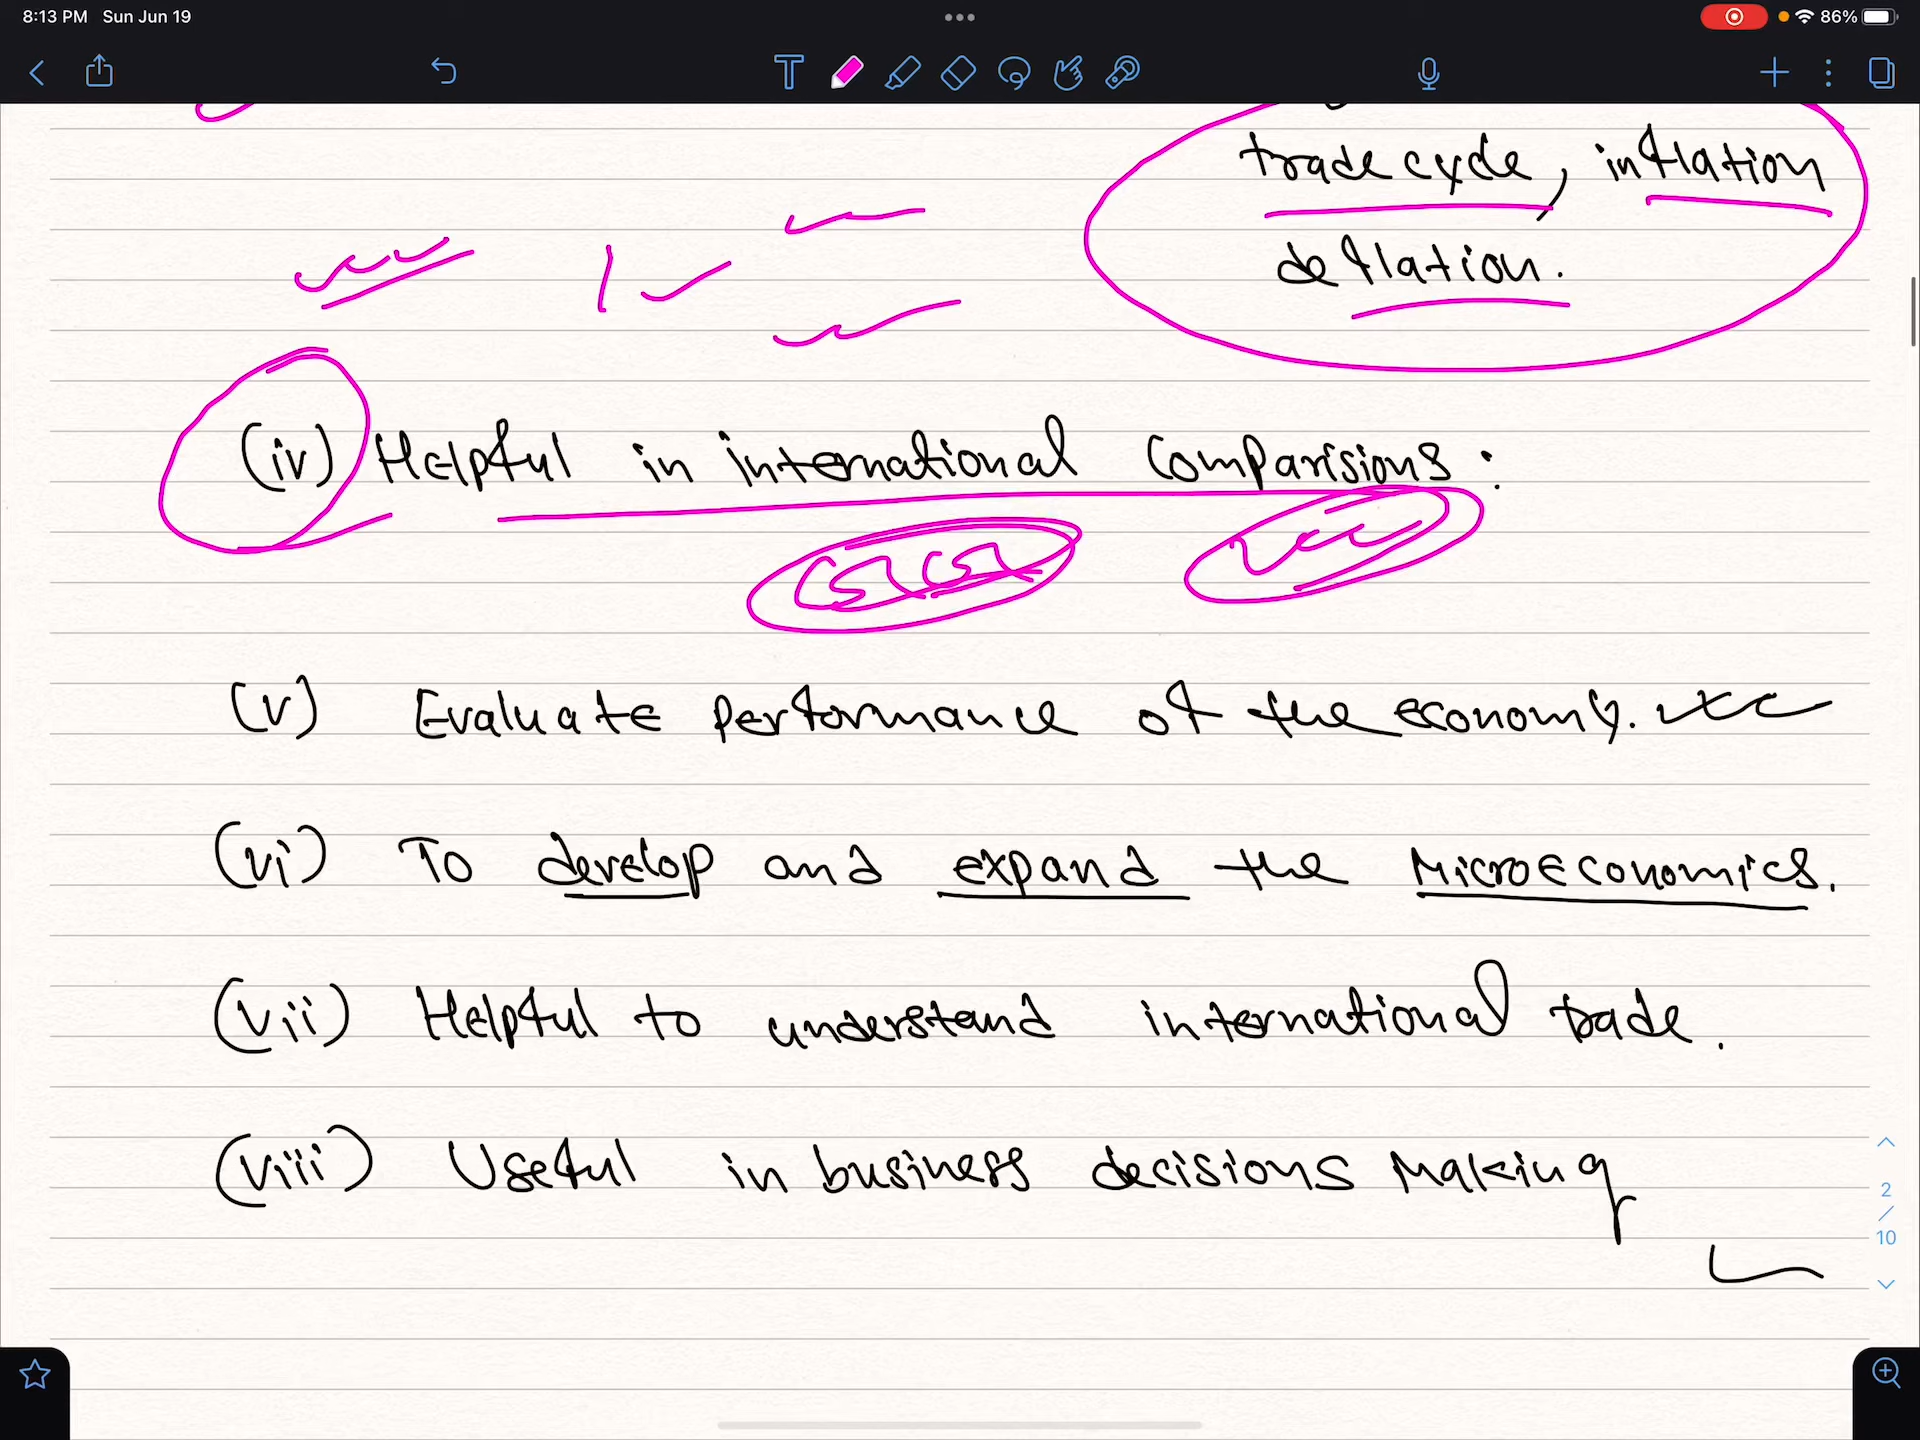 8:13 PM Sun Jun 19
86%
trade cycle, inflation
deflation.
(iv) Helpful in international Comparisions:
(v) Evaluate performance of the economy.
(vi) To develop and expand the Microeconomics.
(vii) Helpful to understand international trade.
(viii) Useful in business decisions Making
2
/
10